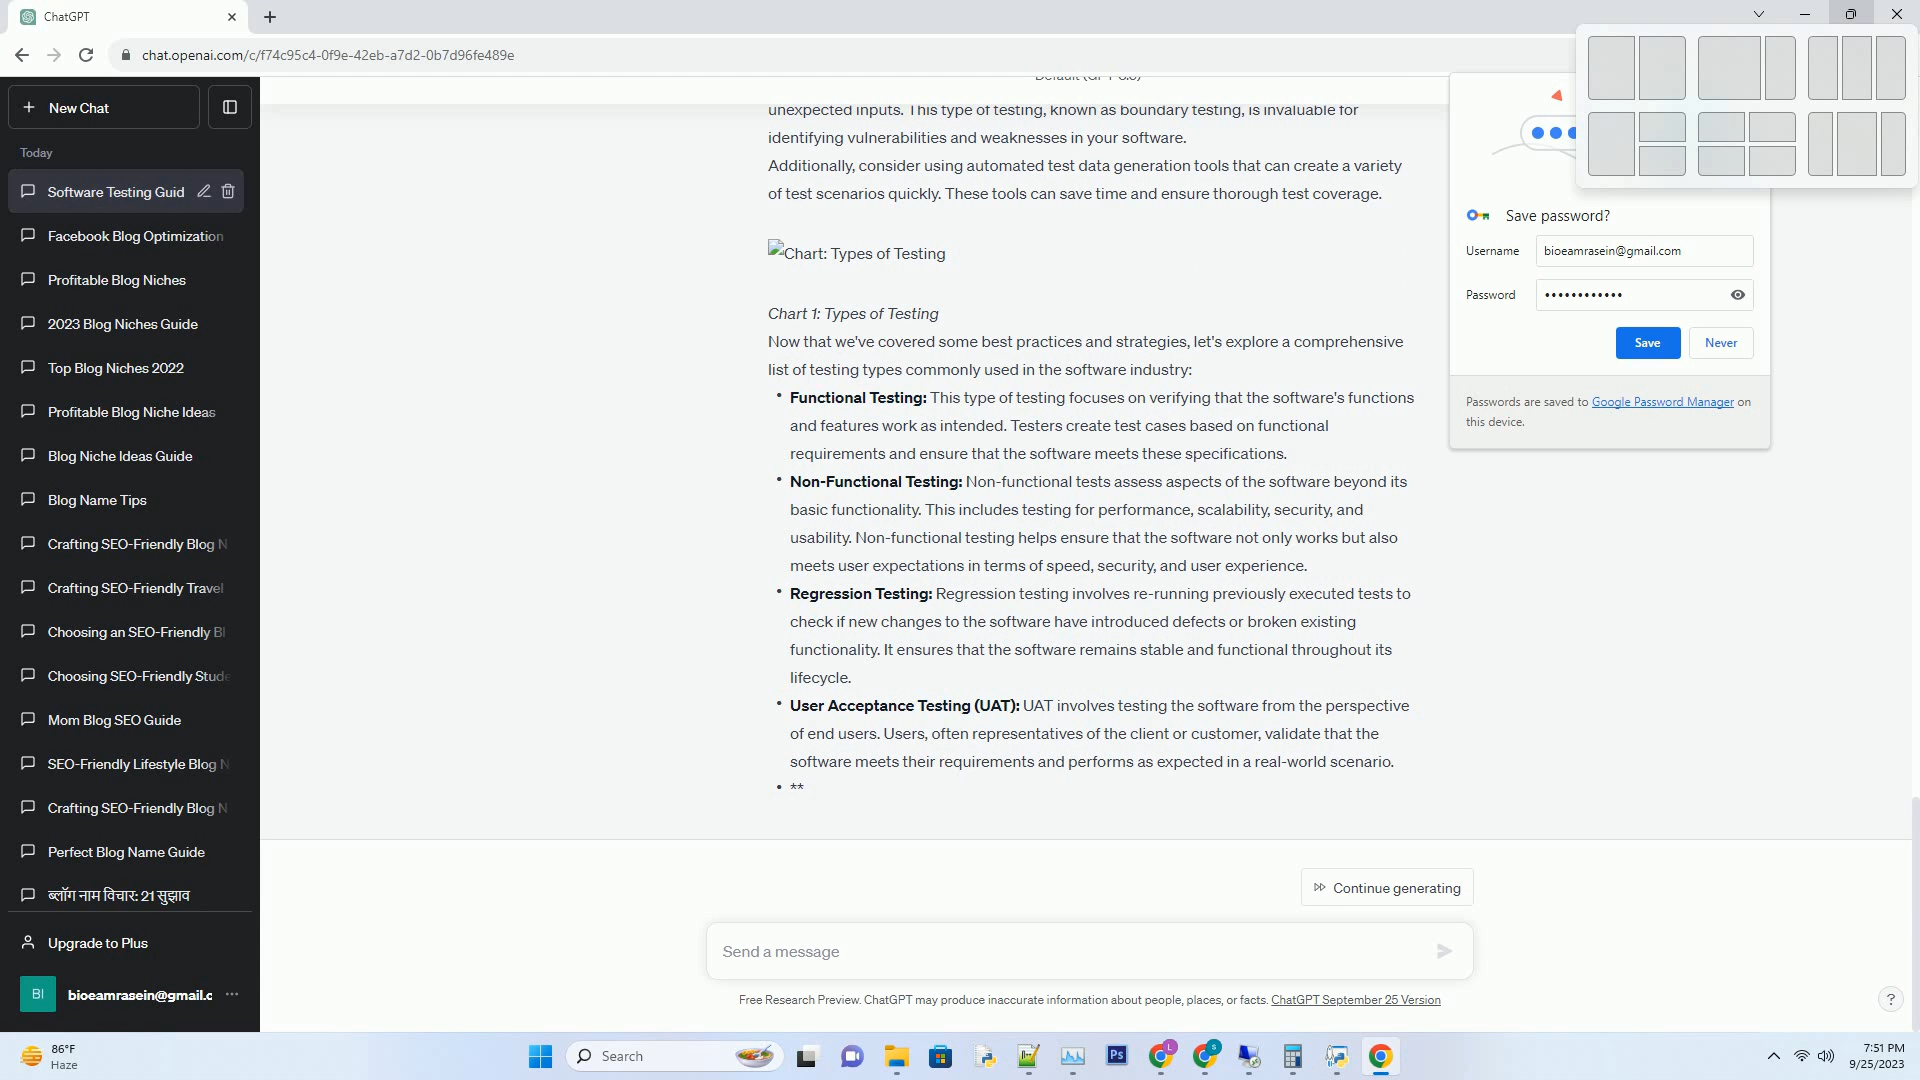 ChatGPT
chat.openai.com/c/f74c95c4-0f9e-42eb-a7d2-0b7d96fe489e
New Chat
Today
Software Testing Guid
Facebook Blog Optimization
Profitable Blog Niches
2023 Blog Niches Guide
Top Blog Niches 2022
Profitable Blog Niche Ideas
Blog Niche Ideas Guide
Blog Name Tips
Crafting SEO-Friendly Blog N
Crafting SEO-Friendly Travel
Choosing an SEO-Friendly Bl
Choosing SEO-Friendly Stude
Mom Blog SEO Guide
SEO-Friendly Lifestyle Blog N
Crafting SEO-Friendly Blog N
Perfect Blog Name Guide
ब्लॉग नाम विचार: 21 सुझाव
Upgrade to Plus
BI
bioeamrasein@gmail.c
Default (GPT-3.5)
unexpected inputs. This type of testing, known as boundary testing, is invaluable for
identifying vulnerabilities and weaknesses in your software.
Additionally, consider using automated test data generation tools that can create a variety
of test scenarios quickly. These tools can save time and ensure thorough test coverage.
Chart: Types of Testing
Chart 1: Types of Testing
Now that we've covered some best practices and strategies, let's explore a comprehensive
list of testing types commonly used in the software industry:
• Functional Testing: This type of testing focuses on verifying that the software's functions
and features work as intended. Testers create test cases based on functional
requirements and ensure that the software meets these specifications.
• Non-Functional Testing: Non-functional tests assess aspects of the software beyond its
basic functionality. This includes testing for performance, scalability, security, and
usability. Non-functional testing helps ensure that the software not only works but also
meets user expectations in terms of speed, security, and user experience.
• Regression Testing: Regression testing involves re-running previously executed tests to
check if new changes to the software have introduced defects or broken existing
functionality. It ensures that the software remains stable and functional throughout its
lifecycle.
• User Acceptance Testing (UAT): UAT involves testing the software from the perspective
of end users. Users, often representatives of the client or customer, validate that the
software meets their requirements and performs as expected in a real-world scenario.
• **
Continue generating
Send a message
Free Research Preview. ChatGPT may produce inaccurate information about people, places, or facts. ChatGPT September 25 Version
?
Save password?
Username
bioeamrasein@gmail.com
Password
••••••••••••
Save
Never
Passwords are saved to Google Password Manager on
this device.
86°F
Haze
Search
Ps
L
S
7:51 PM
9/25/2023